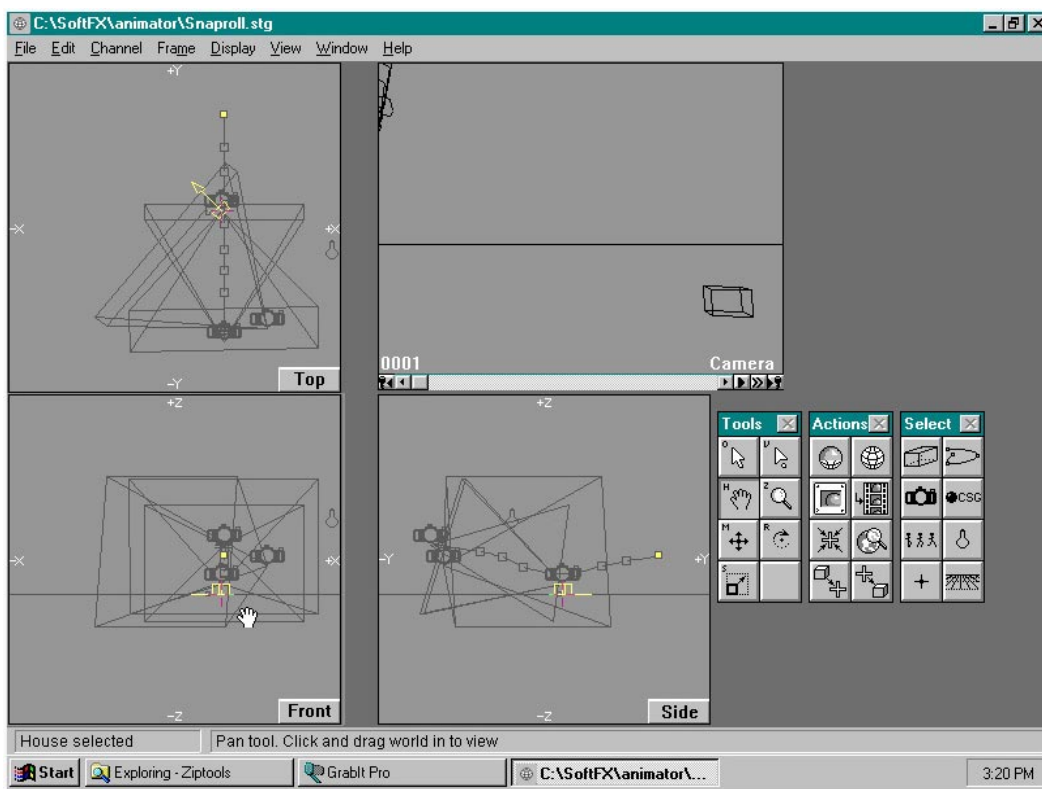 C:\SoftFX\animator\Snaproll.stg
File Edit Channel Frame Display View Window Help
+Y
-X
+X
-Y
Top
0001
Camera
+Z
-X
+X
-Z
Front
+Z
-Y
+Y
-Z
Side
Tools
Actions
Select
O
V
H
Z
CSG
M
R
S
House selected
Pan tool. Click and drag world in to view
Start
Exploring - Ziptools
GrabIt Pro
C:\SoftFX\animator\...
3:20 PM